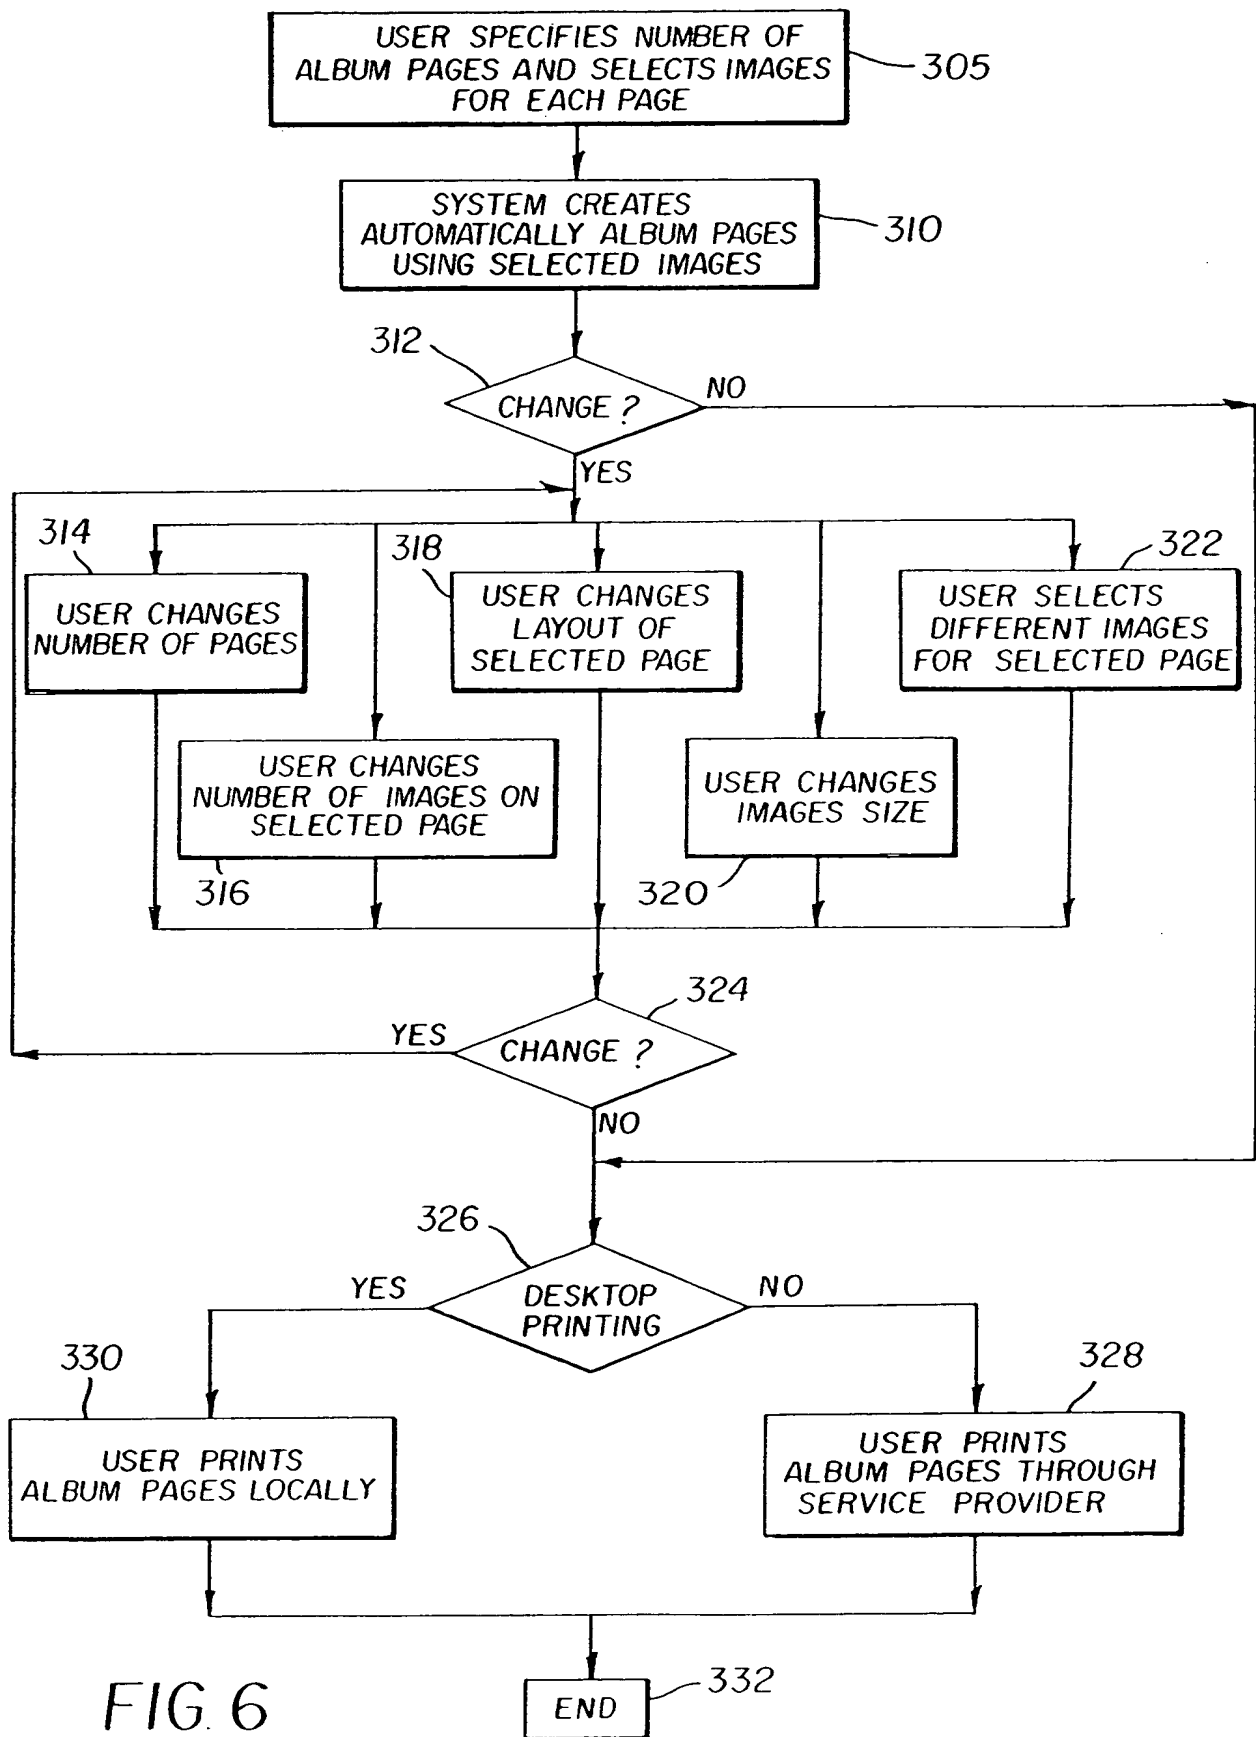 USER SPECIFIES NUMBER OF
ALBUM PAGES AND SELECTS IMAGES
FOR EACH PAGE
305
SYSTEM CREATES
AUTOMATICALLY ALBUM PAGES
USING SELECTED IMAGES
310
312
CHANGE?
NO
YES
314
USER CHANGES
NUMBER OF PAGES
318
USER CHANGES
LAYOUT OF
SELECTED PAGE
322
USER SELECTS
DIFFERENT IMAGES
FOR SELECTED PAGE
USER CHANGES
NUMBER OF IMAGES ON
SELECTED PAGE
316
USER CHANGES
IMAGES SIZE
320
324
YES
CHANGE?
NO
326
YES
DESKTOP
PRINTING
NO
330
USER PRINTS
ALBUM PAGES LOCALLY
328
USER PRINTS
ALBUM PAGES THROUGH
SERVICE PROVIDER
END
332
FIG. 6